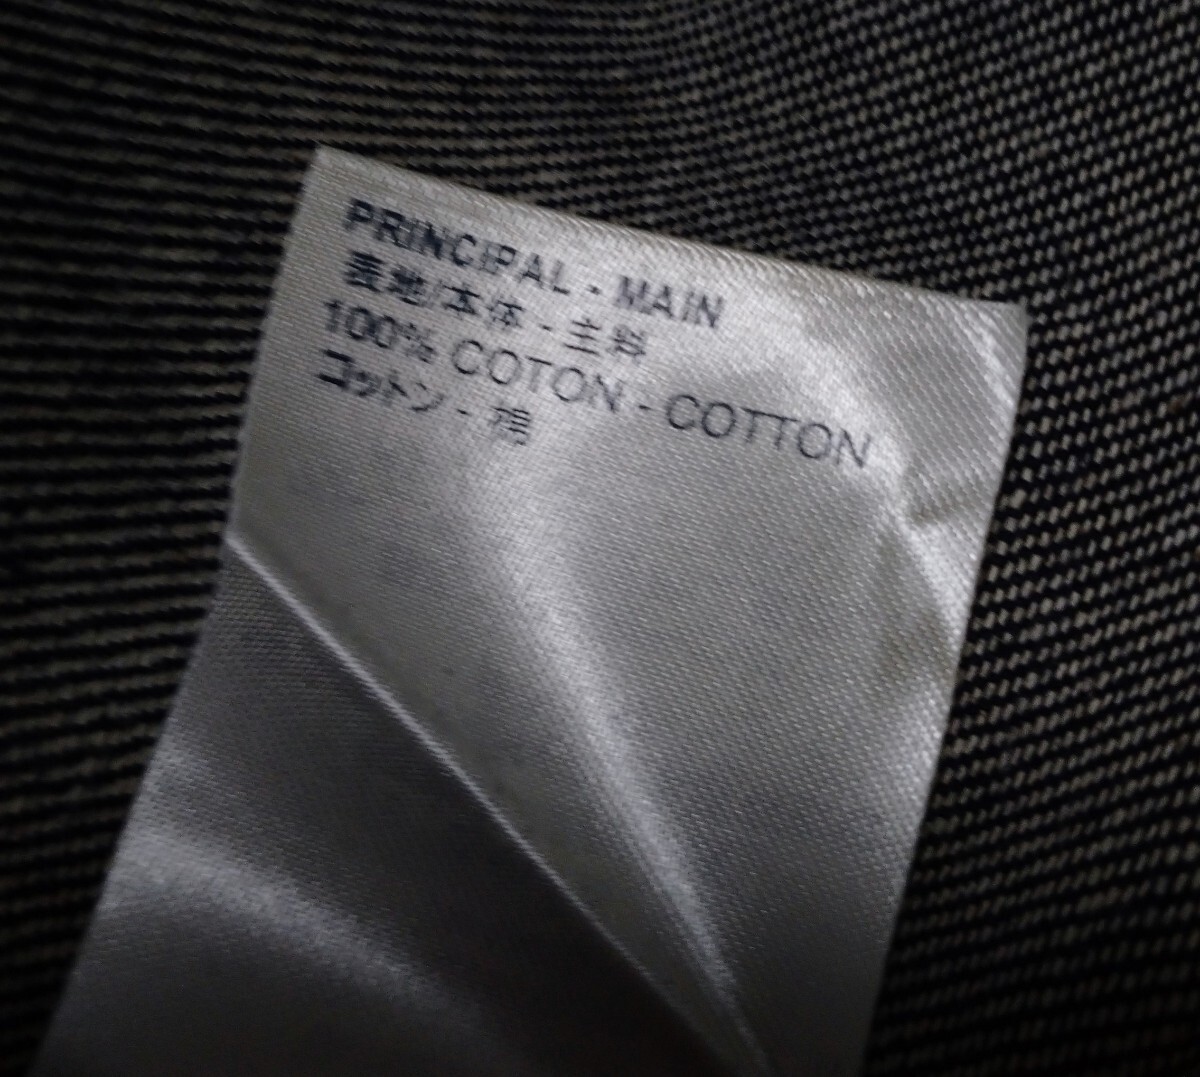 PRINCIPAL - MAIN
表地/本体 - 主料
100% COTON - COTTON
コットン - 棉